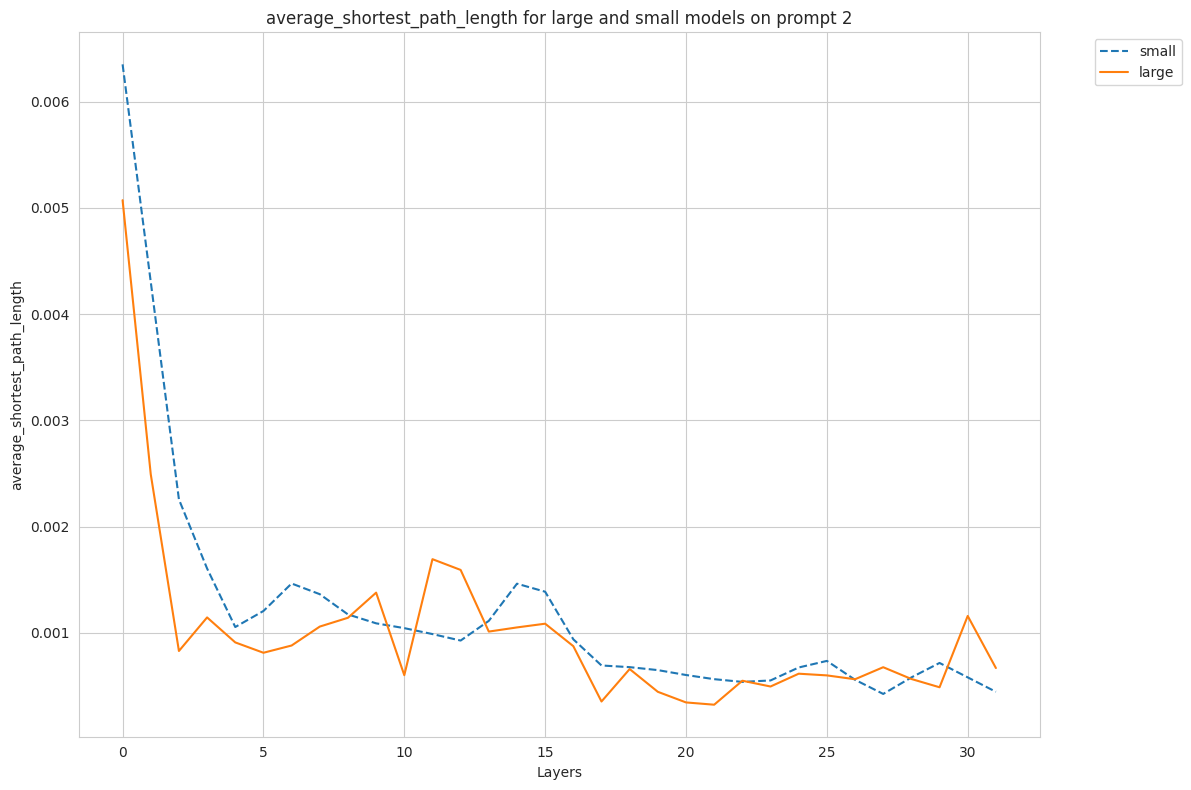 average_shortest_path_length for large and small models on prompt 2
small
large
average_shortest_path_length
0.006
0.005
0.004
0.003
0.002
0.001
0 5 10 15 20 25 30
Layers